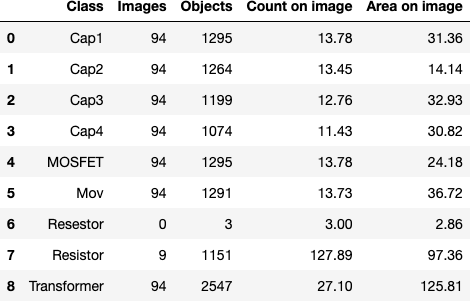 Class Images Objects Count on image Area on image
0 Cap1 94 1295 13.78 31.36
1 Cap2 94 1264 13.45 14.14
2 Cap3 94 1199 12.76 32.93
3 Cap4 94 1074 11.43 30.82
4 MOSFET 94 1295 13.78 24.18
5 Mov 94 1291 13.73 36.72
6 Resestor 0 3 3.00 2.86
7 Resistor 9 1151 127.89 97.36
8 Transformer 94 2547 27.10 125.81